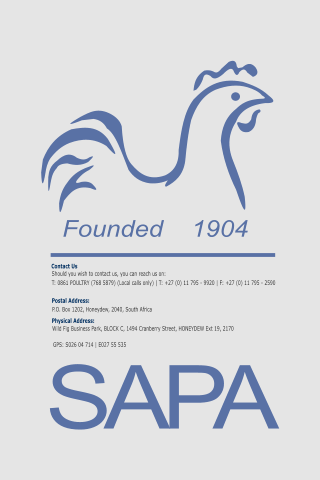 Founded 1904
Contact Us
Should you wish to contact us, you can reach us on:
T: 0861 POULTRY (768 5879) (Local calls only) | T: +27 (0) 11 795 - 9920 | F: +27 (0) 11 795 - 2590
Postal Address:
P.O. Box 1202, Honeydew, 2040, South Africa
Physical Address:
Wild Fig Business Park, BLOCK C, 1494 Cranberry Street, HONEYDEW Ext 19, 2170
GPS: S026 04 714 | E027 55 535
SAPA